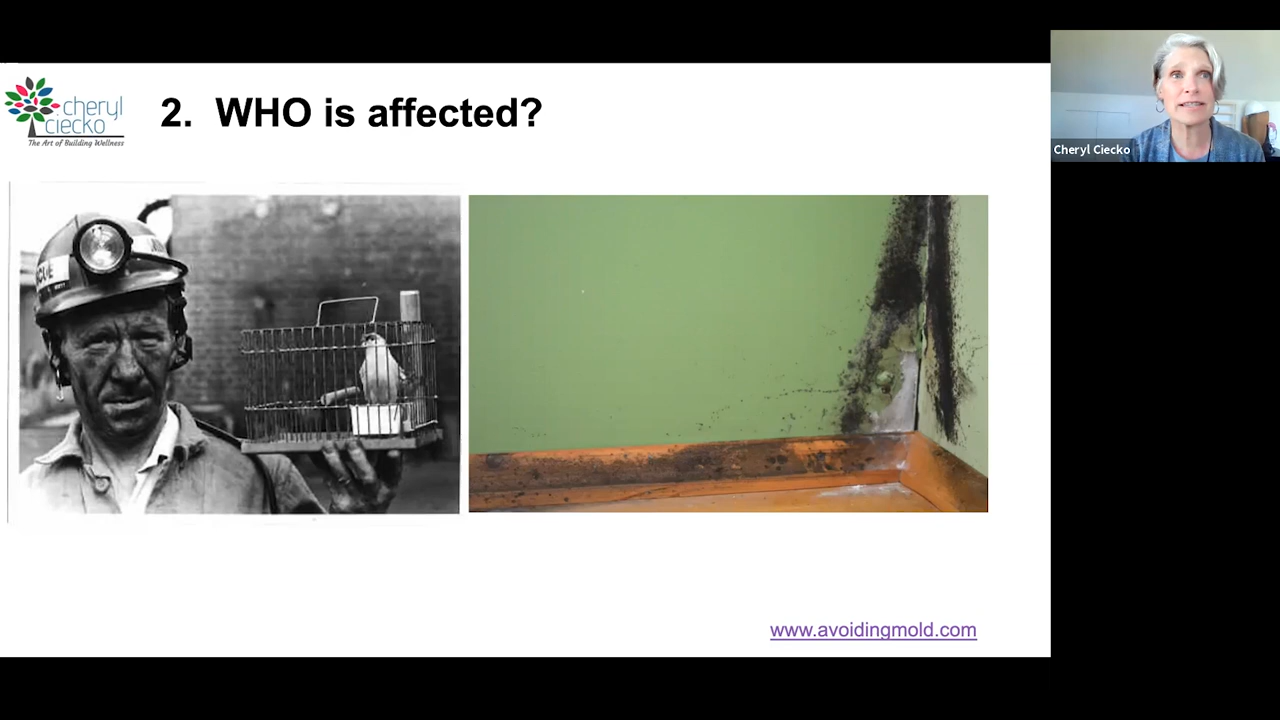 cheryl
ciecko
The Art of Building Wellness
2. WHO is affected?
Cheryl Ciecko
www.avoidingmold.com